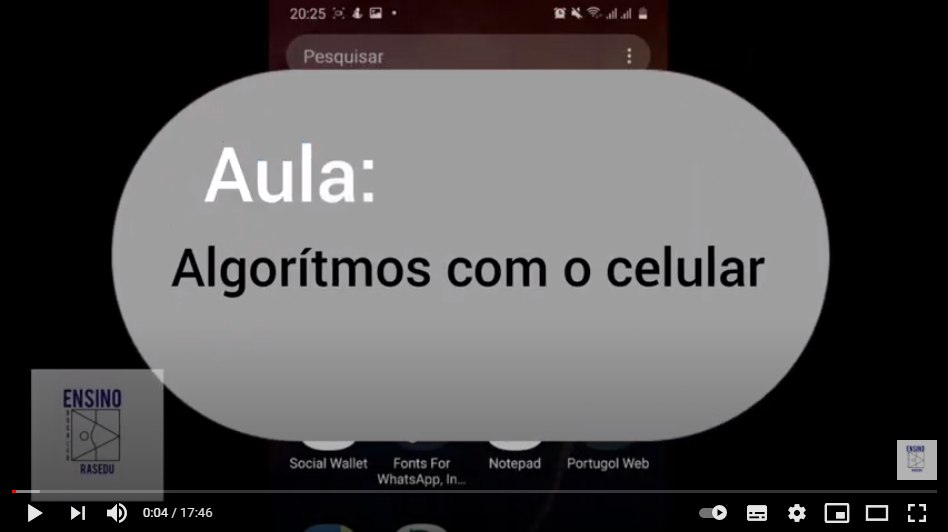 20:25
Pesquisar
Aula:
Algorítmos com o celular
ENSINO
RASEDU
Social Wallet
Fonts For
WhatsApp, In...
Notepad
Portugol Web
ENSINO
0:04 / 17:46